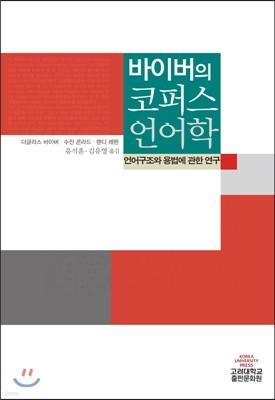 바이버의
코퍼스
언어학
언어구조와 용법에 관한 연구
더글라스 바이버 · 수잔 콘라드 · 랜디 레펜
유석훈 · 김유영 옮김
KOREA
UNIVERSITY
PRESS
고려대학교
출판문화원